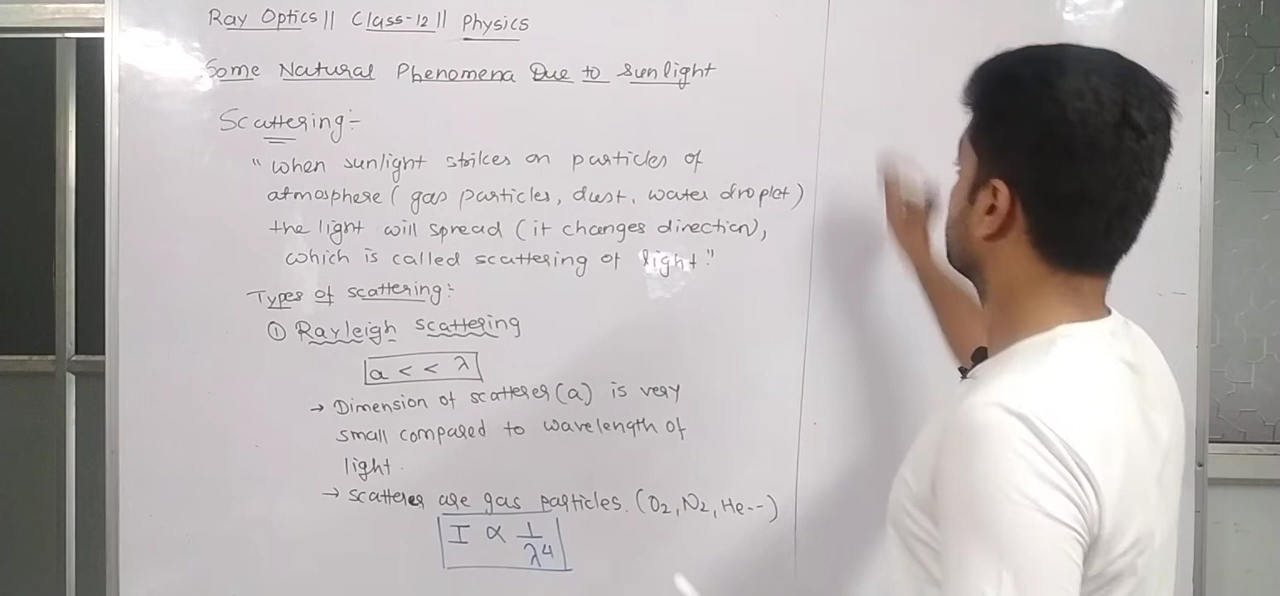 Ray Optics || Class-12 || Physics
Some Natural Phenomena Due to Sunlight
Scattering:-
"When sunlight strikes on particles of
atmosphere (gas particles, dust, water droplet)
the light will spread (it changes direction),
which is called scattering of light."
Types of scattering:-
① Rayleigh scattering
a << λ
→ Dimension of scatterer (a) is very
small compared to wavelength of
light.
→ scatteres are gas particles. (O₂, N₂, He--)
I ∝ 1/λ⁴